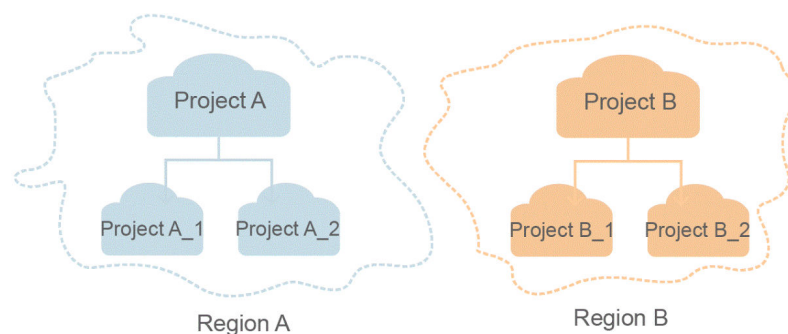 Project A
Project B
Project A_1
Project A_2
Project B_1
Project B_2
Region A
Region B